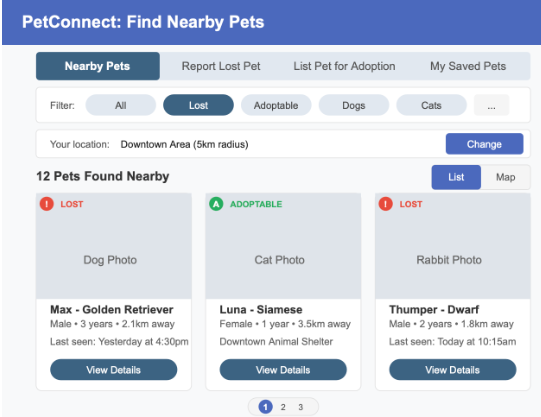 PetConnect: Find Nearby Pets
Nearby Pets Report Lost Pet List Pet for Adoption My Saved Pets
Filter: All Lost Adoptable Dogs Cats ...
Your location: Downtown Area (5km radius) Change
12 Pets Found Nearby List Map
! LOST A ADOPTABLE ! LOST
Dog Photo Cat Photo Rabbit Photo
Max - Golden Retriever Luna - Siamese Thumper - Dwarf
Male • 3 years • 2.1km away Female • 1 year • 3.5km away Male • 2 years • 1.8km away
Last seen: Yesterday at 4:30pm Downtown Animal Shelter Last seen: Today at 10:15am
View Details View Details View Details
1 2 3